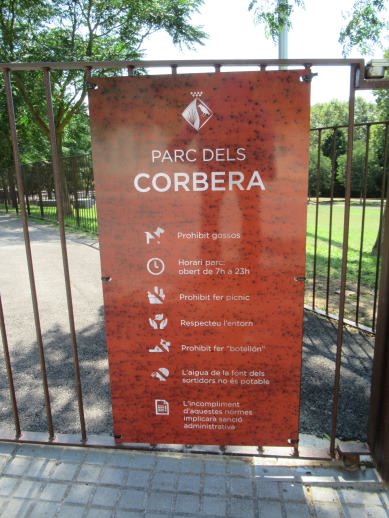 PARC DELS
CORBERA
Prohibit gossos
Horari parc:
obert de 7h a 23h
Prohibit fer pícnic
Respecteu l'entorn
Prohibit fer "botellón"
L'aigua de la font dels
sortidors no és potable
L'incompliment
d'aquestes normes
implicarà sanció
administrativa